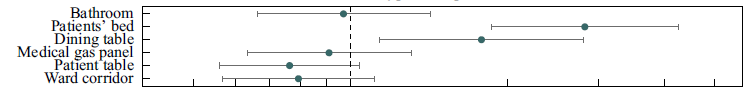 Bathroom
Patients' bed
Dining table
Medical gas panel
Patient table
Ward corridor